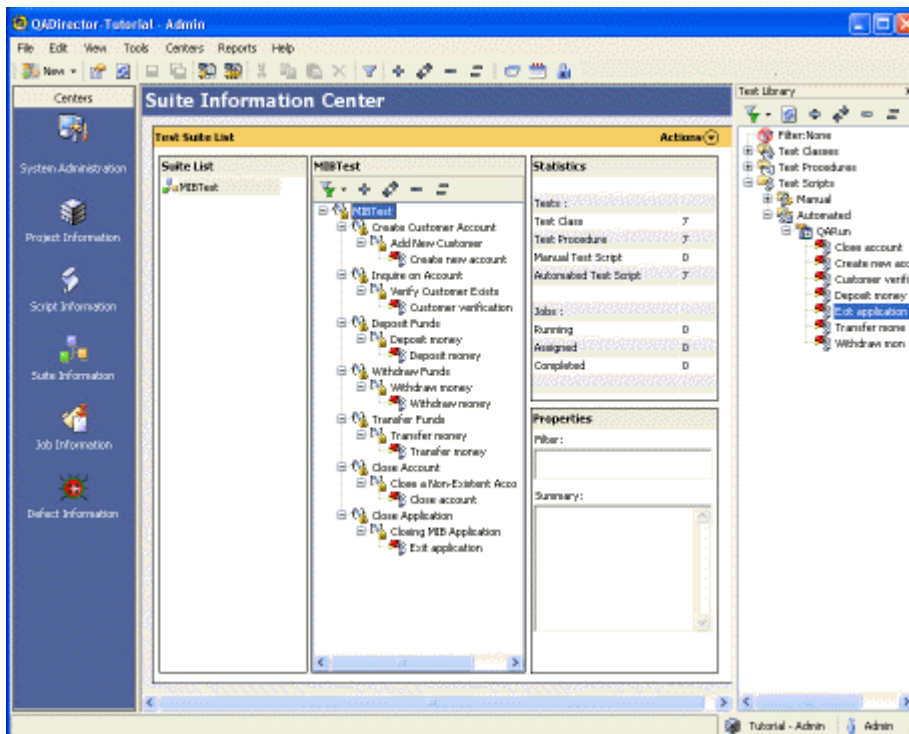 QADirector-Tutorial - Admin
File Edit View Tools Centers Reports Help
New
Centers
System Administration
Project Information
Script Information
Suite Information
Job Information
Defect Information
Suite Information Center
Test Suite List
Actions
Suite List
MIBTest
MIBTest
MIBTest
Create Customer Account
Add New Customer
Create new account
Inquire on Account
Verify Customer Exists
Customer verification
Deposit Funds
Deposit money
Deposit money
Withdraw Funds
Withdraw money
Withdraw money
Transfer Funds
Transfer money
Transfer money
Close Account
Close a Non-Existent Acco
Close account
Close Application
Closing MIB Application
Exit application
Statistics
Tests :
Test Class 7
Test Procedure 7
Manual Test Script 0
Automated Test Script 7
Jobs :
Running 0
Assigned 0
Completed 0
Properties
Filter:
Summary:
Test Library
Filter:None
Test Classes
Test Procedures
Test Scripts
Manual
Automated
QARun
Close account
Create new acc
Customer verifi
Deposit money
Exit application
Transfer mone
Withdraw mon
Tutorial - Admin
Admin